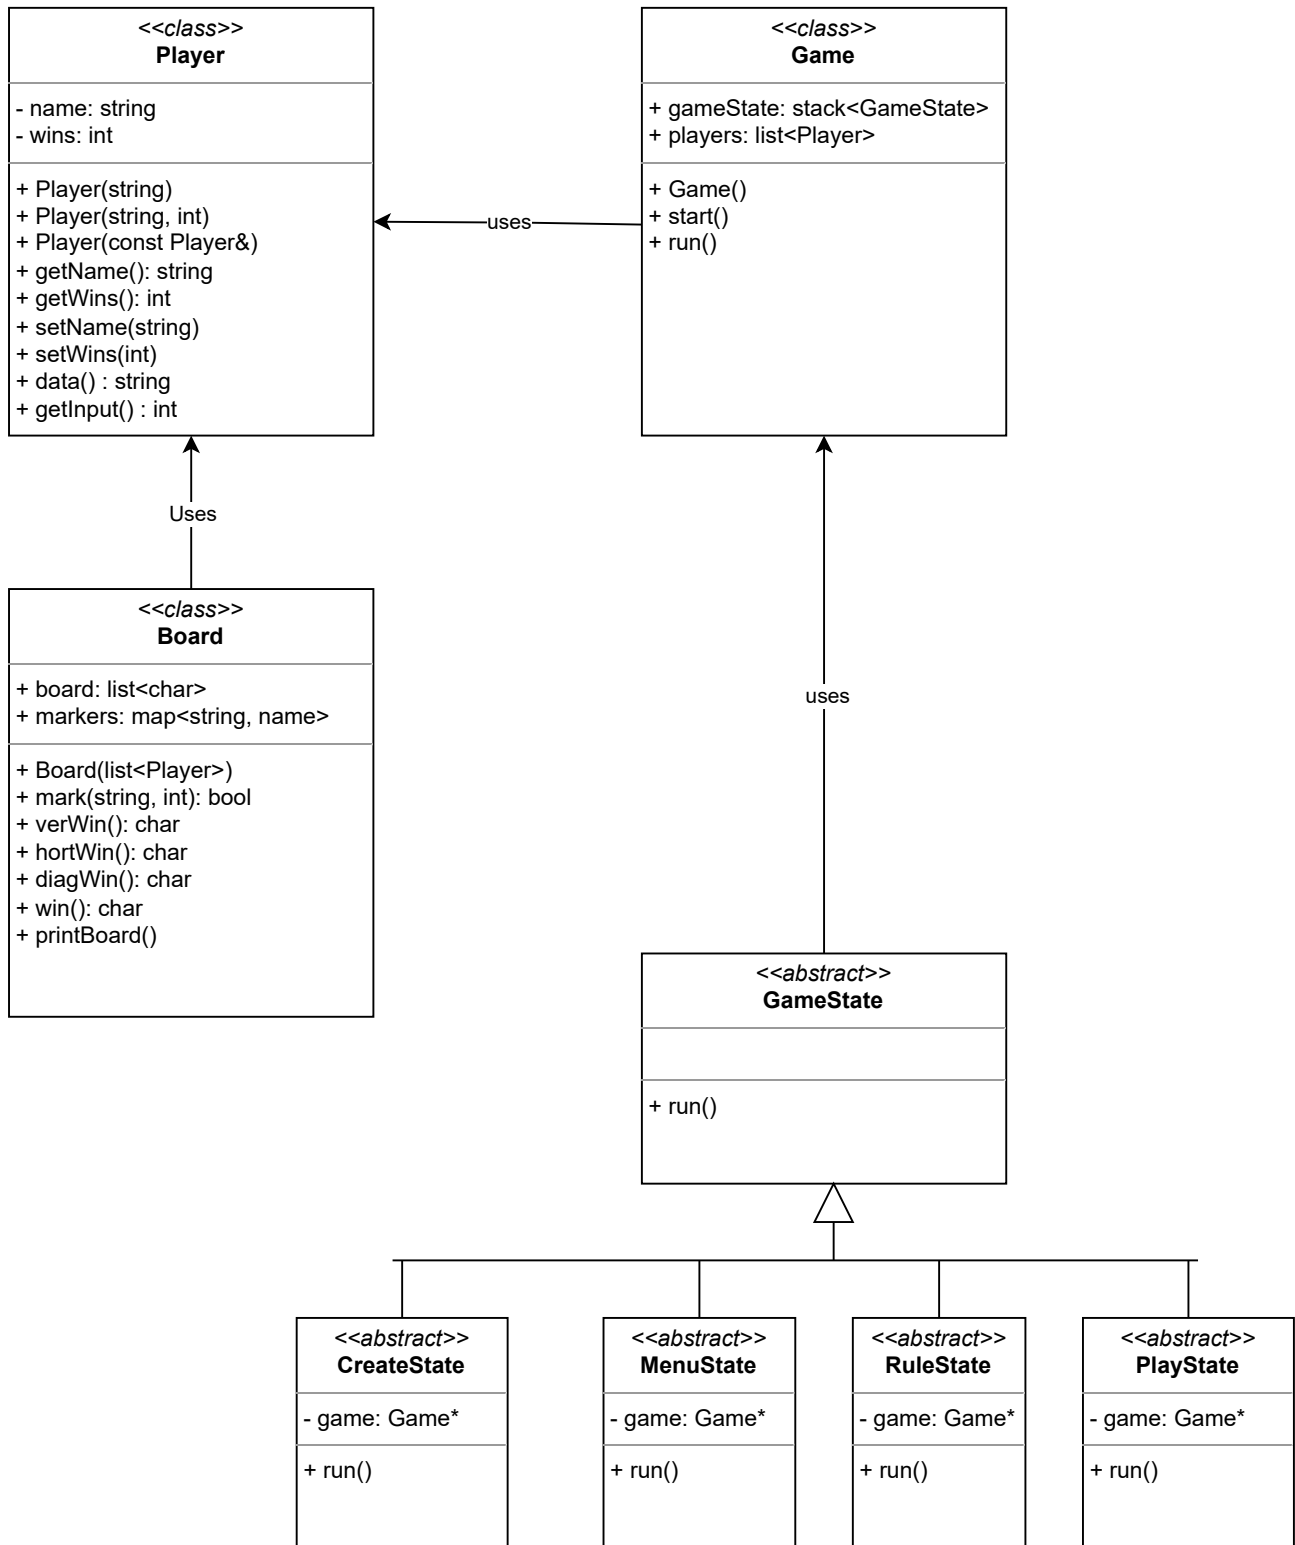 <<class>>
Player
- name: string
- wins: int
+ Player(string)
+ Player(string, int)
+ Player(const Player&)
+ getName(): string
+ getWins(): int
+ setName(string)
+ setWins(int)
+ data() : string
+ getInput() : int
<<class>>
Game
+ gameState: stack<GameState>
+ players: list<Player>
+ Game()
+ start()
+ run()
uses
Uses
<<class>>
Board
+ board: list<char>
+ markers: map<string, name>
+ Board(list<Player>)
+ mark(string, int): bool
+ verWin(): char
+ hortWin(): char
+ diagWin(): char
+ win(): char
+ printBoard()
uses
<<abstract>>
GameState
+ run()
<<abstract>>
CreateState
- game: Game*
+ run()
<<abstract>>
MenuState
- game: Game*
+ run()
<<abstract>>
RuleState
- game: Game*
+ run()
<<abstract>>
PlayState
- game: Game*
+ run()